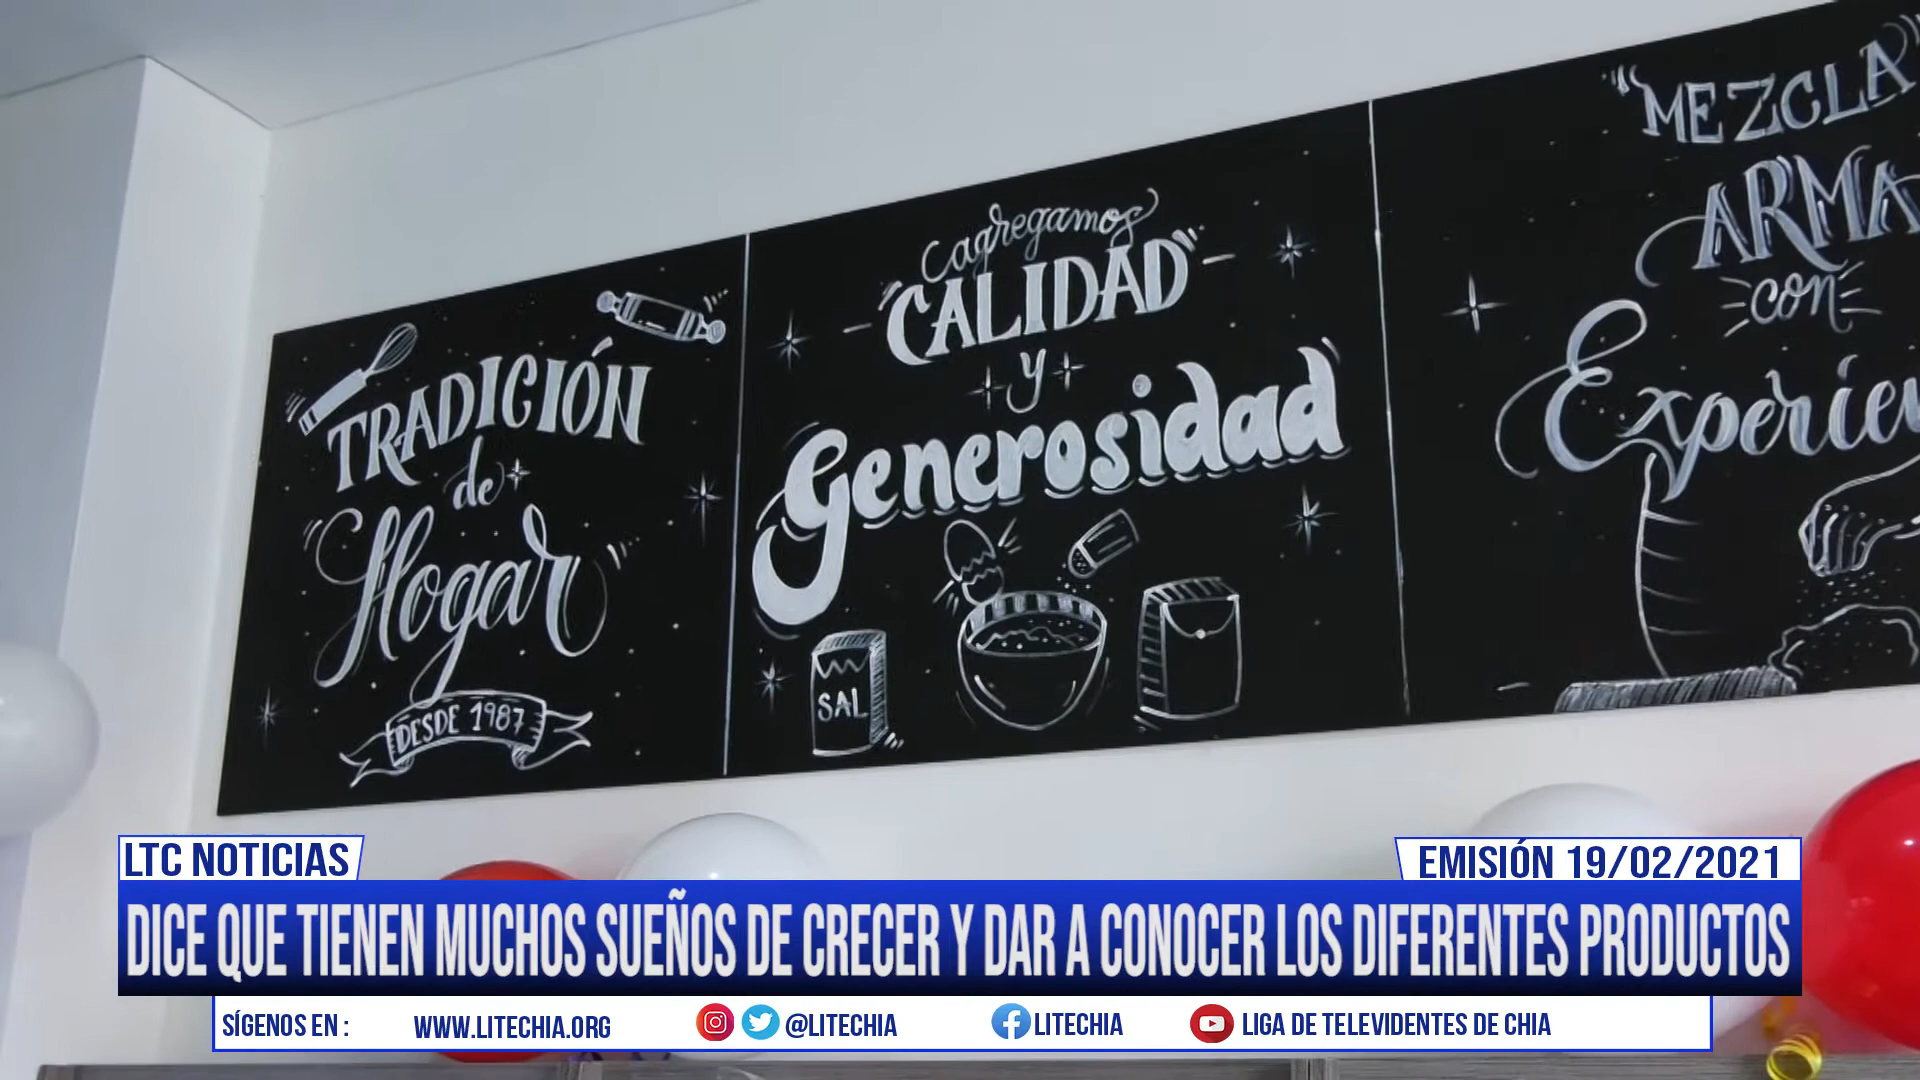 TRADICIÓN
de
Hogar
DESDE 1987
Cagregamos
"CALIDAD"
y
Generosidad
SAL
"MEZCLA
ARMA
con
LTC NOTICIAS
EMISIÓN 19/02/2021
DICE QUE TIENEN MUCHOS SUEÑOS DE CRECER Y DAR A CONOCER LOS DIFERENTES PRODUCTOS
SÍGENOS EN :
WWW.LITECHIA.ORG
@LITECHIA
LITECHIA
LIGA DE TELEVIDENTES DE CHIA